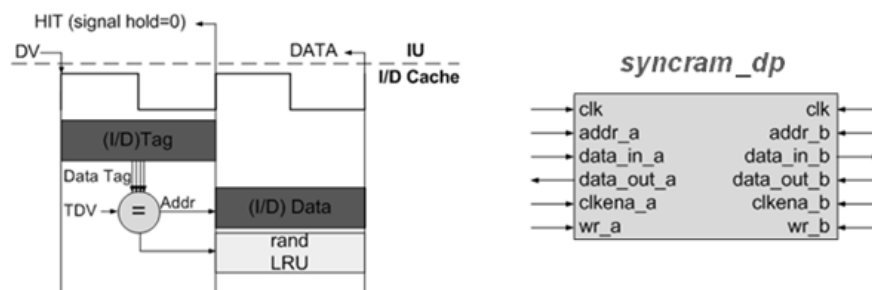 HIT (signal hold=0)
DV
DATA
IU
I/D Cache
(I/D)Tag
Data Tag
TDV
=
Addr
(I/D) Data
rand
LRU
syncram_dp
clk
addr_a
data_in_a
data_out_a
clkena_a
wr_a
clk
addr_b
data_in_b
data_out_b
clkena_b
wr_b